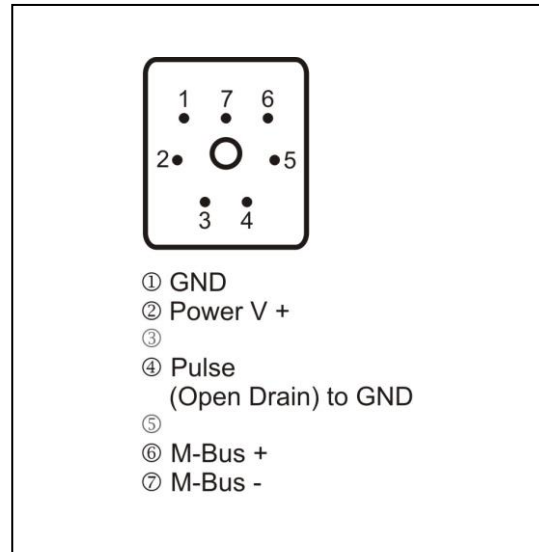 1 7 6
2 5
3 4
① GND
② Power V +
③
④ Pulse
(Open Drain) to GND
⑤
⑥ M-Bus +
⑦ M-Bus -